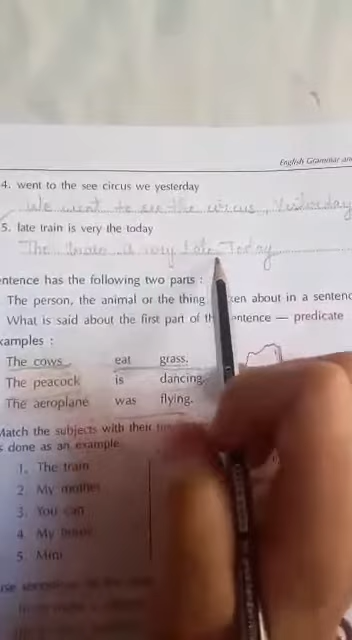 English Grammar an
4. went to the see circus we yesterday
We went to see the circus, Yesterday
5. late train is very the today
The train is very late Today
entence has the following two parts :
The person, the animal or the thing ken about in a sentenc
What is said about the first part of th entence — predicate
xamples :
The cows eat grass.
The peacock is dancing.
The aeroplane was flying.
Match the subjects with their
s done as an example.
1. The train
2. My mother
3. You can
4. My
5. Mini